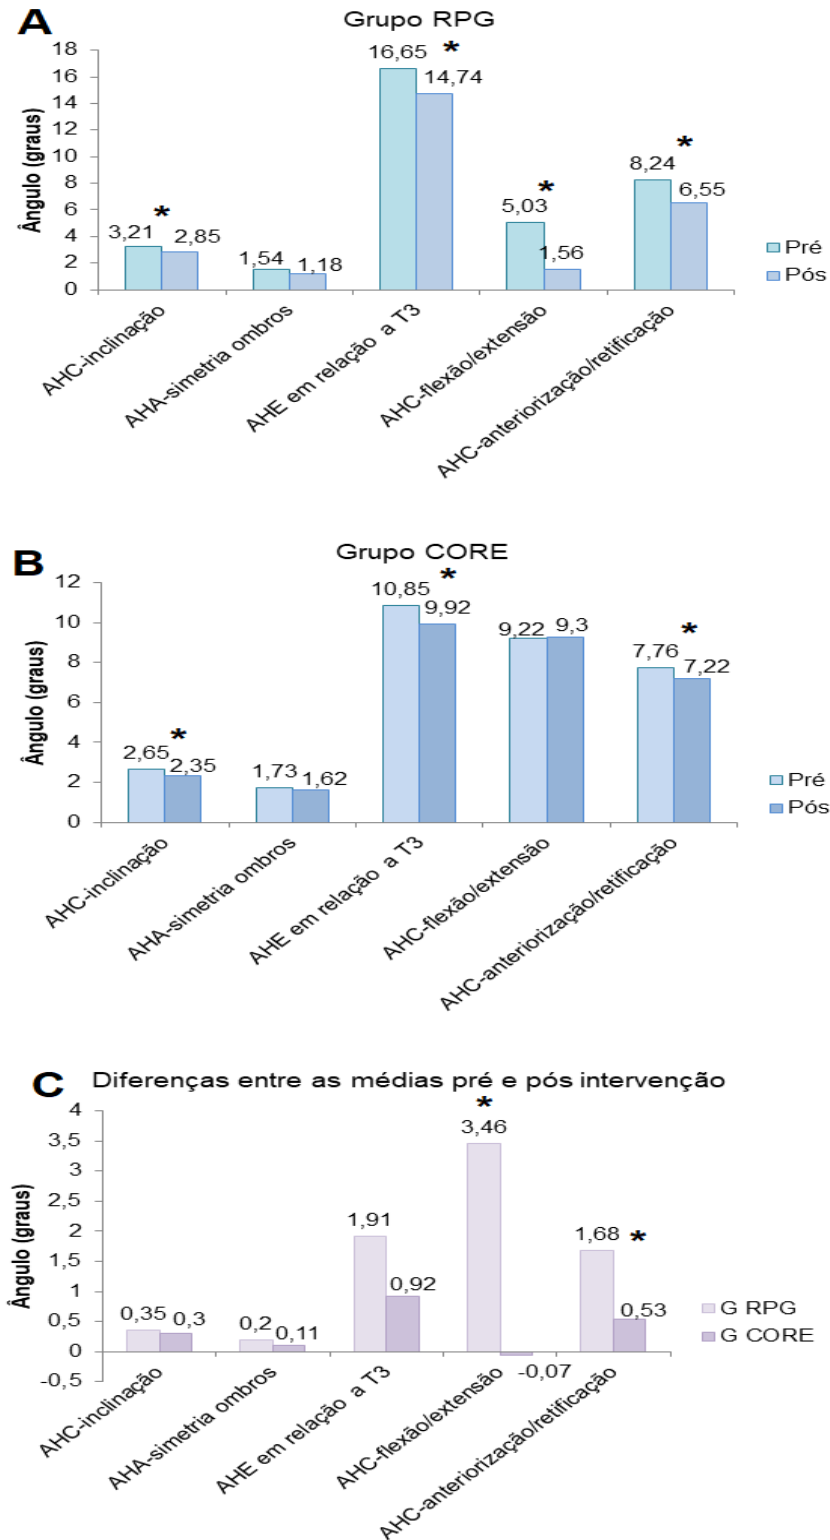 A
Grupo RPG
Ângulo (graus)
18
16
14
12
10
8
6
4
2
0
3,21
*
2,85
1,54
1,18
16,65
*
14,74
5,03
*
1,56
8,24
*
6,55
Pré
Pós
AHC-inclinação
AHA-simetria ombros
AHE em relação a T3
AHC-flexão/extensão
AHC-anteriorização/retificação
B
Grupo CORE
Ângulo (graus)
12
10
8
6
4
2
0
2,65
*
2,35
1,73
1,62
10,85
*
9,92
9,22
9,3
7,76
*
7,22
Pré
Pós
AHC-inclinação
AHA-simetria ombros
AHE em relação a T3
AHC-flexão/extensão
AHC-anteriorização/retificação
C
Diferenças entre as médias pré e pós intervenção
Ângulo (graus)
4
3,5
3
2,5
2
1,5
1
0,5
0
-0,5
0,35
0,3
0,2
0,11
1,91
0,92
*
3,46
-0,07
1,68
*
0,53
G RPG
G CORE
AHC-inclinação
AHA-simetria ombros
AHE em relação a T3
AHC-flexão/extensão
AHC-anteriorização/retificação